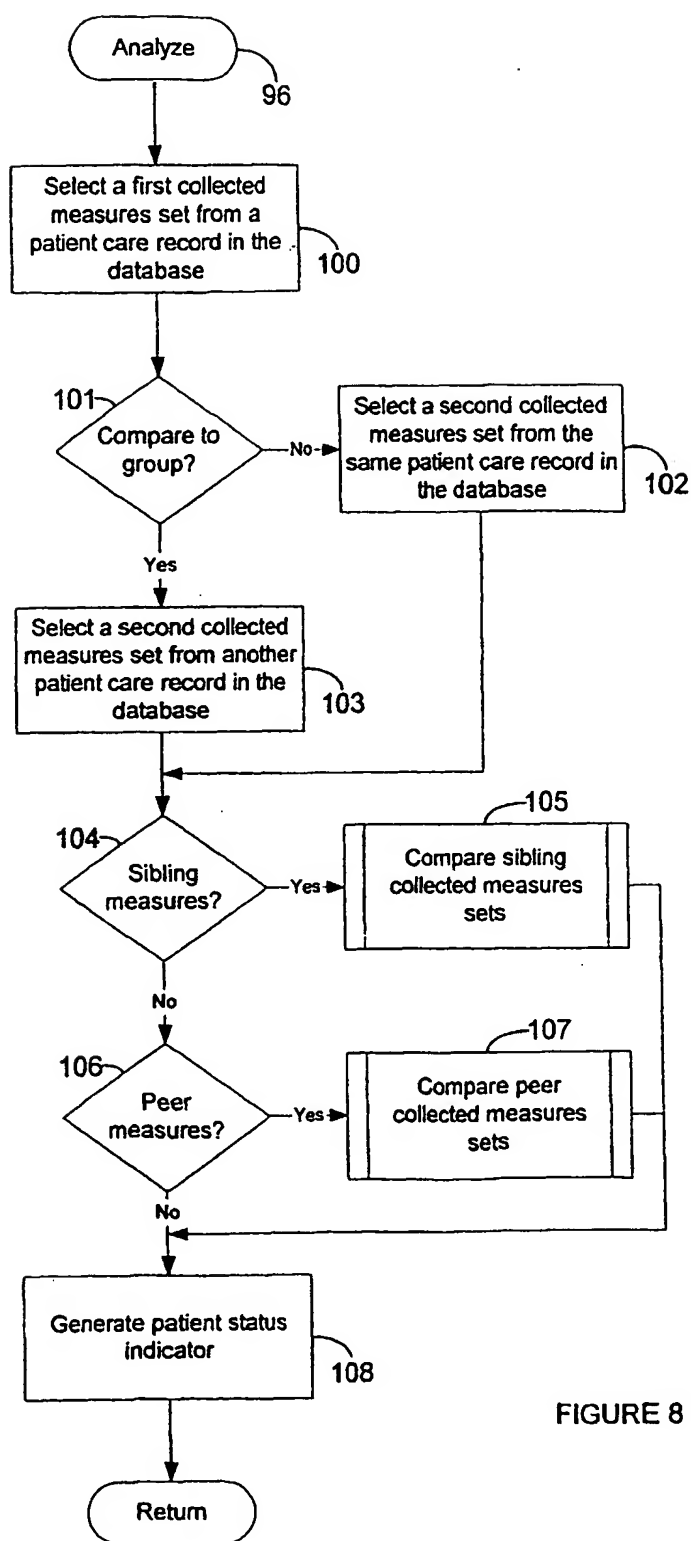 Analyze
96
Select a first collected
measures set from a
patient care record in the
database
100
101
Compare to
group?
No
Select a second collected
measures set from the
same patient care record in
the database
102
Yes
Select a second collected
measures set from another
patient care record in the
database
103
104
Sibling
measures?
Yes
105
Compare sibling
collected measures
sets
No
106
Peer
measures?
Yes
107
Compare peer
collected measures
sets
No
Generate patient status
indicator
108
FIGURE 8
Return